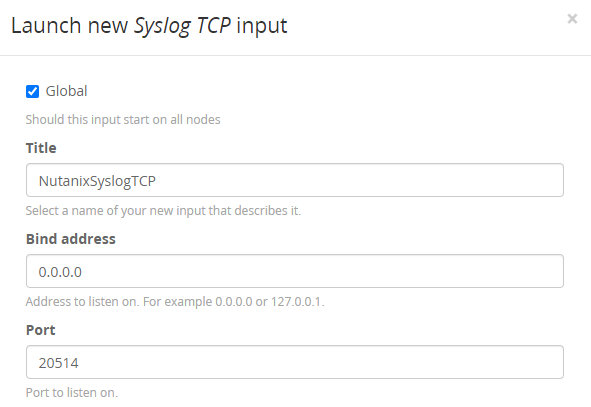 Launch new Syslog TCP input
×
Global
Should this input start on all nodes
Title
NutanixSyslogTCP
Select a name of your new input that describes it.
Bind address
0.0.0.0
Address to listen on. For example 0.0.0.0 or 127.0.0.1.
Port
20514
Port to listen on.